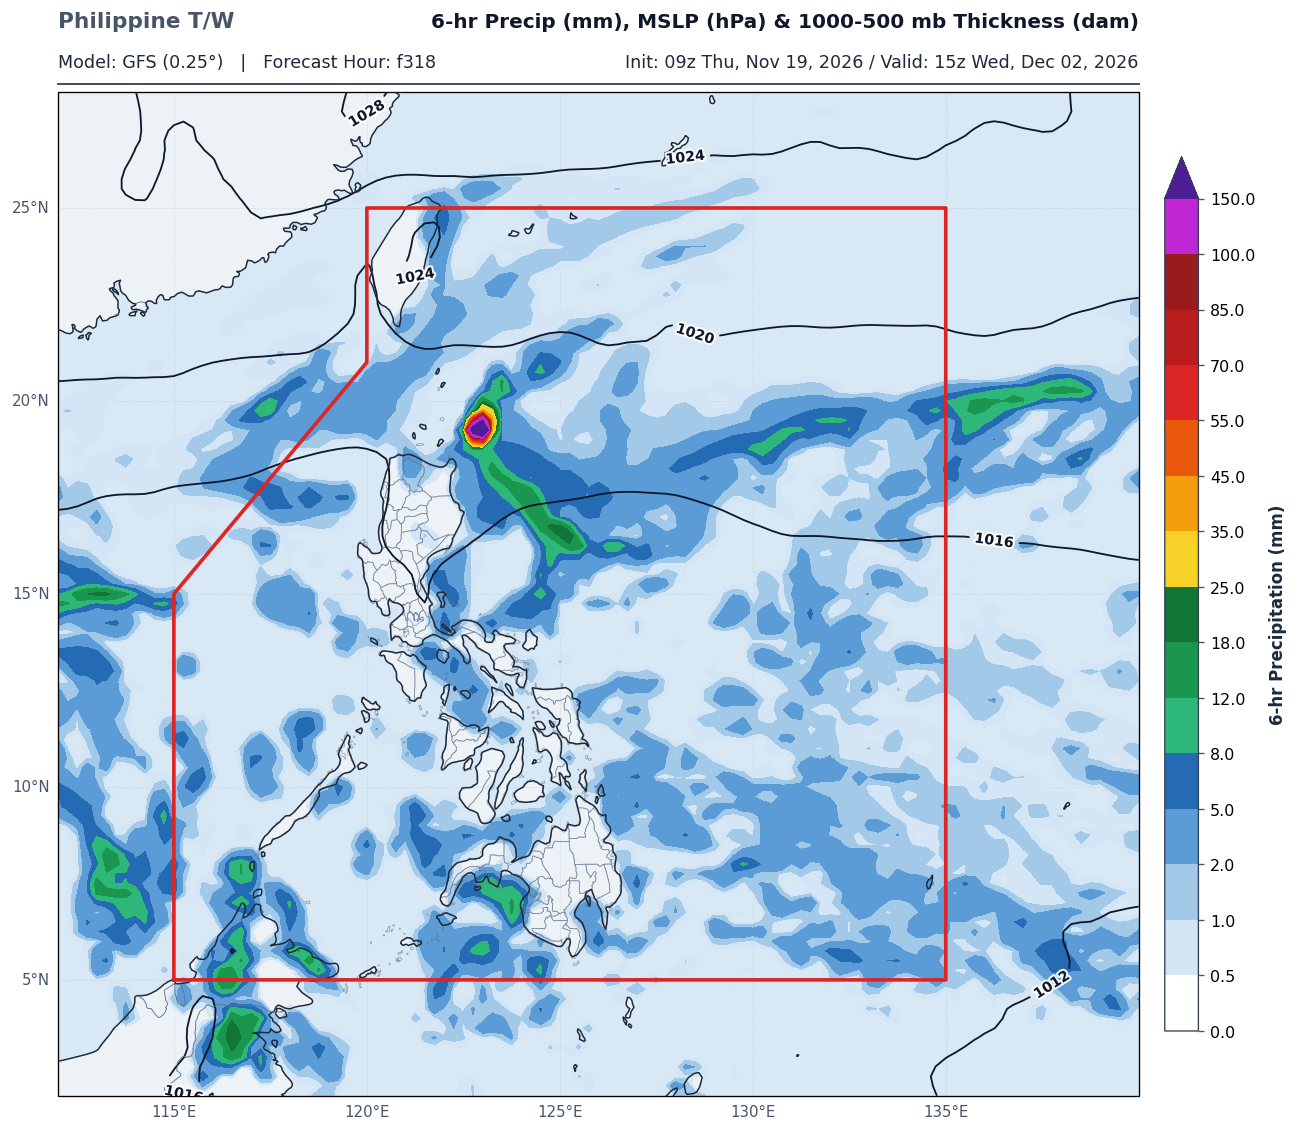 Philippine T/W
6-hr Precip (mm), MSLP (hPa) & 1000-500 mb Thickness (dam)
Model: GFS (0.25°) | Forecast Hour: f318
Init: 09z Thu, Nov 19, 2026 / Valid: 15z Wed, Dec 02, 2026
1028
1024
1024
1020
1016
1012
1016
25°N
20°N
15°N
10°N
5°N
115°E
120°E
125°E
130°E
135°E
150.0
100.0
85.0
70.0
55.0
45.0
35.0
25.0
18.0
12.0
8.0
5.0
2.0
1.0
0.5
0.0
6-hr Precipitation (mm)